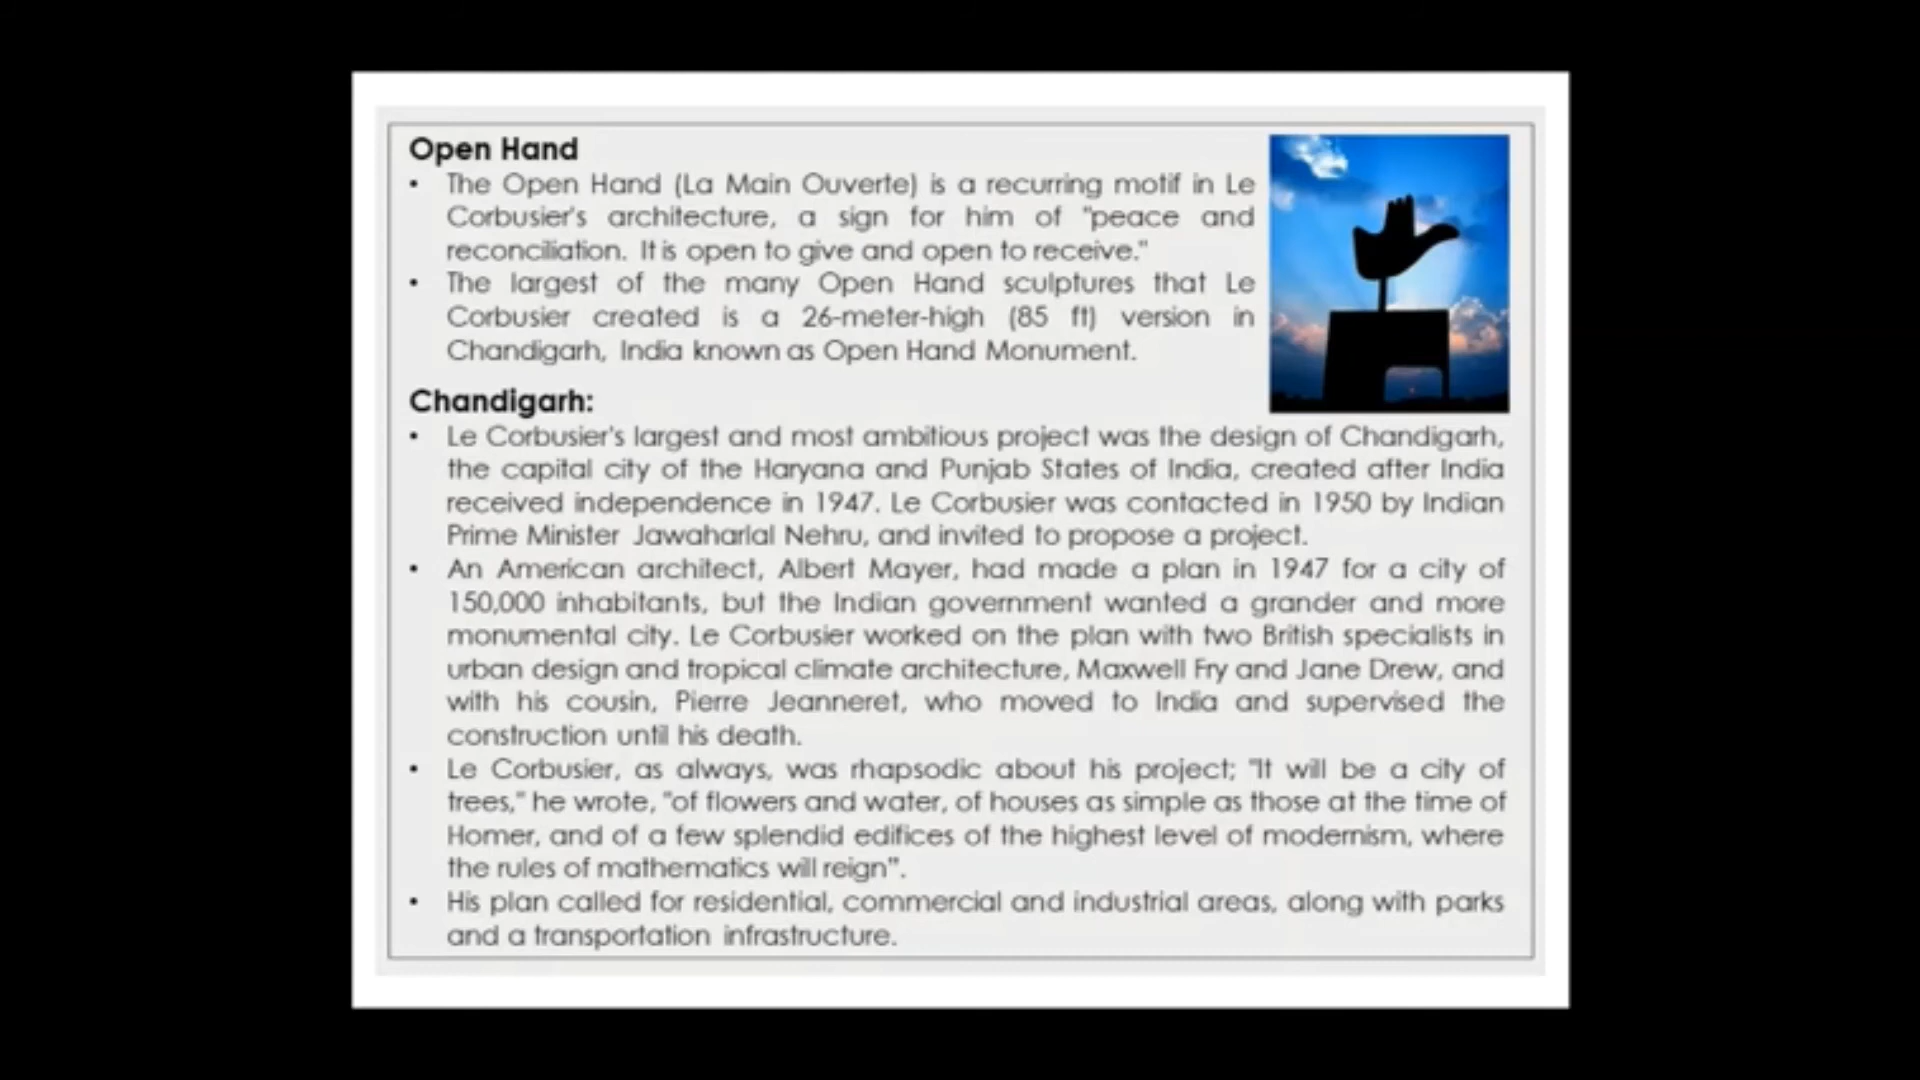 Open Hand
• The Open Hand (La Main Ouverte) is a recurring motif in Le
Corbusier's architecture, a sign for him of "peace and
reconciliation. It is open to give and open to receive."
• The largest of the many Open Hand sculptures that Le
Corbusier created is a 26-meter-high (85 ft) version in
Chandigarh, India known as Open Hand Monument.
Chandigarh:
• Le Corbusier's largest and most ambitious project was the design of Chandigarh,
the capital city of the Haryana and Punjab States of India, created after India
received independence in 1947. Le Corbusier was contacted in 1950 by Indian
Prime Minister Jawaharlal Nehru, and invited to propose a project.
• An American architect, Albert Mayer, had made a plan in 1947 for a city of
150,000 inhabitants, but the Indian government wanted a grander and more
monumental city. Le Corbusier worked on the plan with two British specialists in
urban design and tropical climate architecture, Maxwell Fry and Jane Drew, and
with his cousin, Pierre Jeanneret, who moved to India and supervised the
construction until his death.
• Le Corbusier, as always, was rhapsodic about his project; "It will be a city of
trees," he wrote, "of flowers and water, of houses as simple as those at the time of
Homer, and of a few splendid edifices of the highest level of modernism, where
the rules of mathematics will reign".
• His plan called for residential, commercial and industrial areas, along with parks
and a transportation infrastructure.